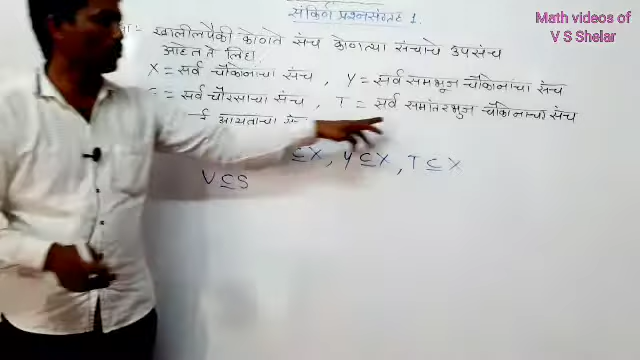 संकिर्ण प्रश्नसंग्रह 1.
Math videos of
V S Shelar
खालीलपैकी कोणते संच कोणत्या संचाचे उपसंच
आहेत ते लिहा
X = सर्व चौकोनाचा संच , Y = सर्व समभूज चौकोनांचा संच
= सर्व चौरसाचा संच , T = सर्व समांतरभुज चौकोनाचा संच
आयताचा
⊆X, Y⊆X, T⊆X
V⊆S